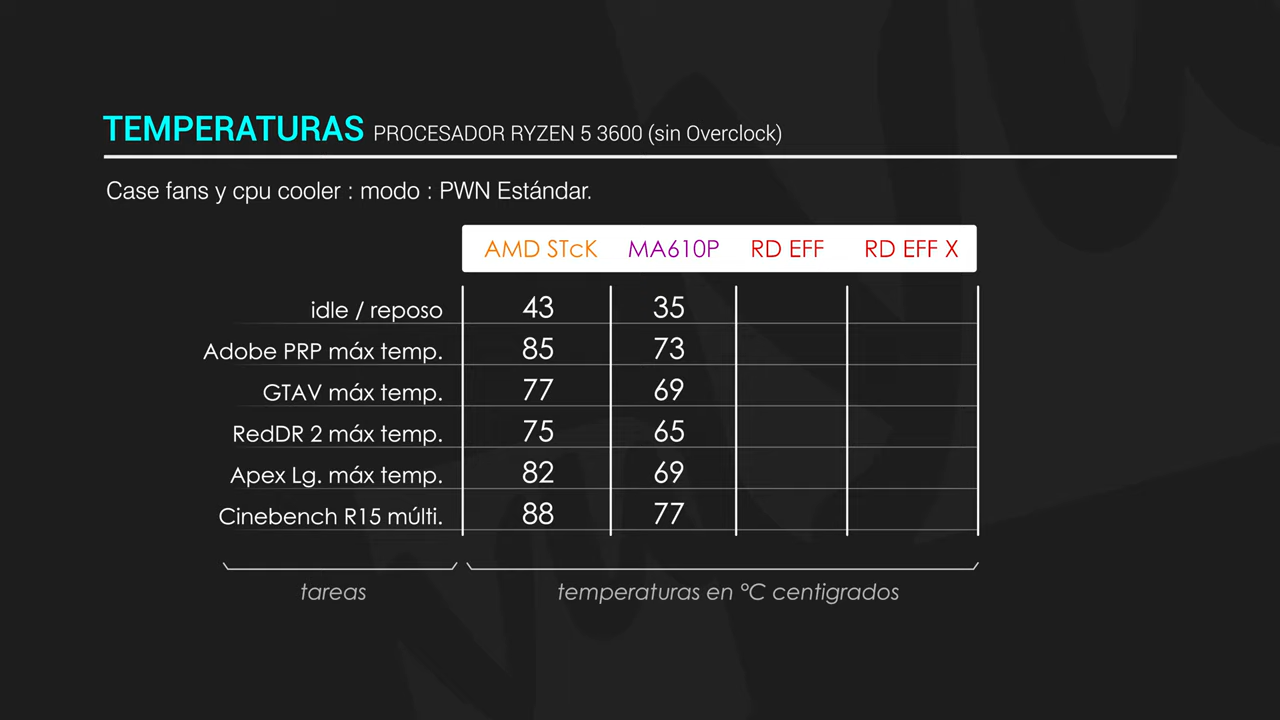 TEMPERATURAS PROCESADOR RYZEN 5 3600 (sin Overclock)
Case fans y cpu cooler : modo : PWN Estándar.
AMD STcK MA610P RD EFF RD EFF X
idle / reposo 43 35
Adobe PRP máx temp. 85 73
GTAV máx temp. 77 69
RedDR 2 máx temp. 75 65
Apex Lg. máx temp. 82 69
Cinebench R15 múlti. 88 77
tareas temperaturas en °C centigrados